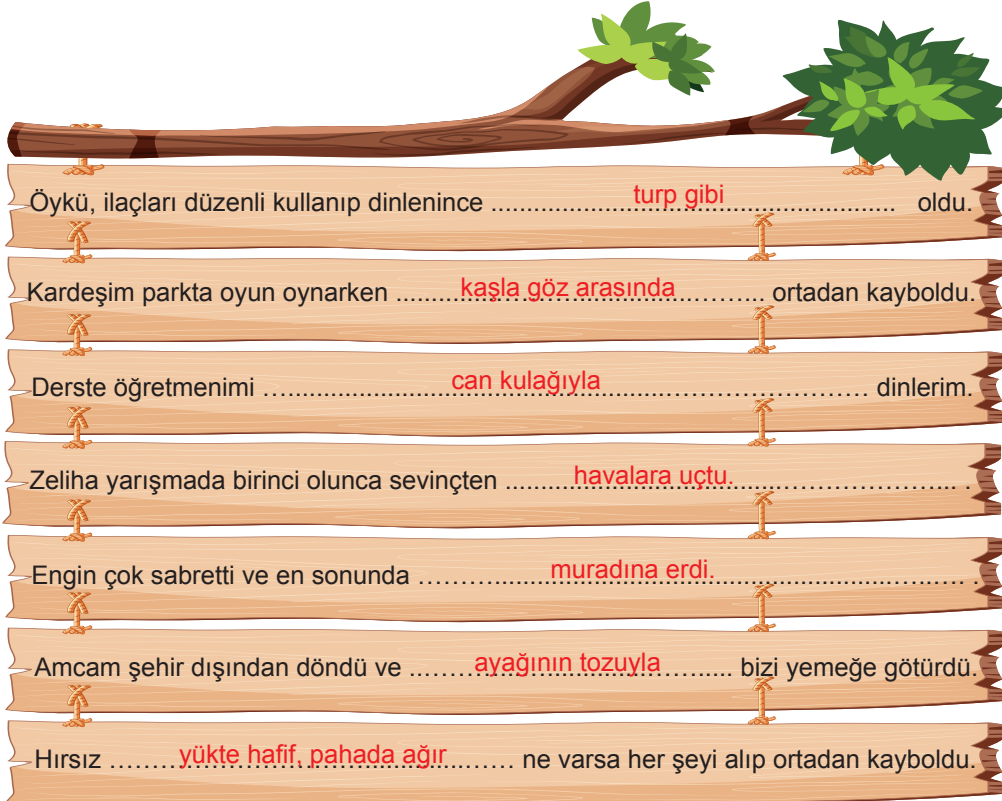 Öykü, ilaçları düzenli kullanıp dinlenince ........ turp gibi ........ oldu.
Kardeşim parkta oyun oynarken ........ kaşla göz arasında ........ ortadan kayboldu.
Derste öğretmenimi ........ can kulağıyla ........ dinlerim.
Zeliha yarışmada birinci olunca sevinçten ........ havalara uçtu. ........ .
Engin çok sabretti ve en sonunda ........ muradına erdi. ........ .
Amcam şehir dışından döndü ve ........ ayağının tozuyla ........ bizi yemeğe götürdü.
Hırsız ........ yükte hafif, pahada ağır ........ ne varsa her şeyi alıp ortadan kayboldu.